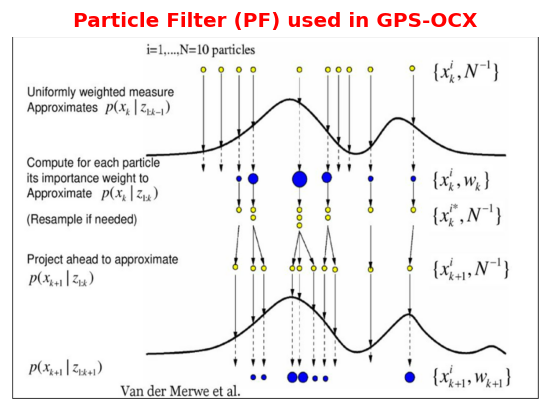 Particle Filter (PF) used in GPS-OCX
i=1,...,N=10 particles
{x_k^i, N^{-1}}
Uniformly weighted measure
Approximates p(x_k | z_{1:k-1})
Compute for each particle
its importance weight to
Approximate p(x_k | z_{1:k})
{x_k^i, w_k}
(Resample if needed)
{x_k^{i*}, N^{-1}}
Project ahead to approximate
p(x_{k+1} | z_{1:k})
{x_{k+1}^i, N^{-1}}
p(x_{k+1} | z_{1:k+1})
{x_{k+1}^i, w_{k+1}}
Van der Merwe et al.